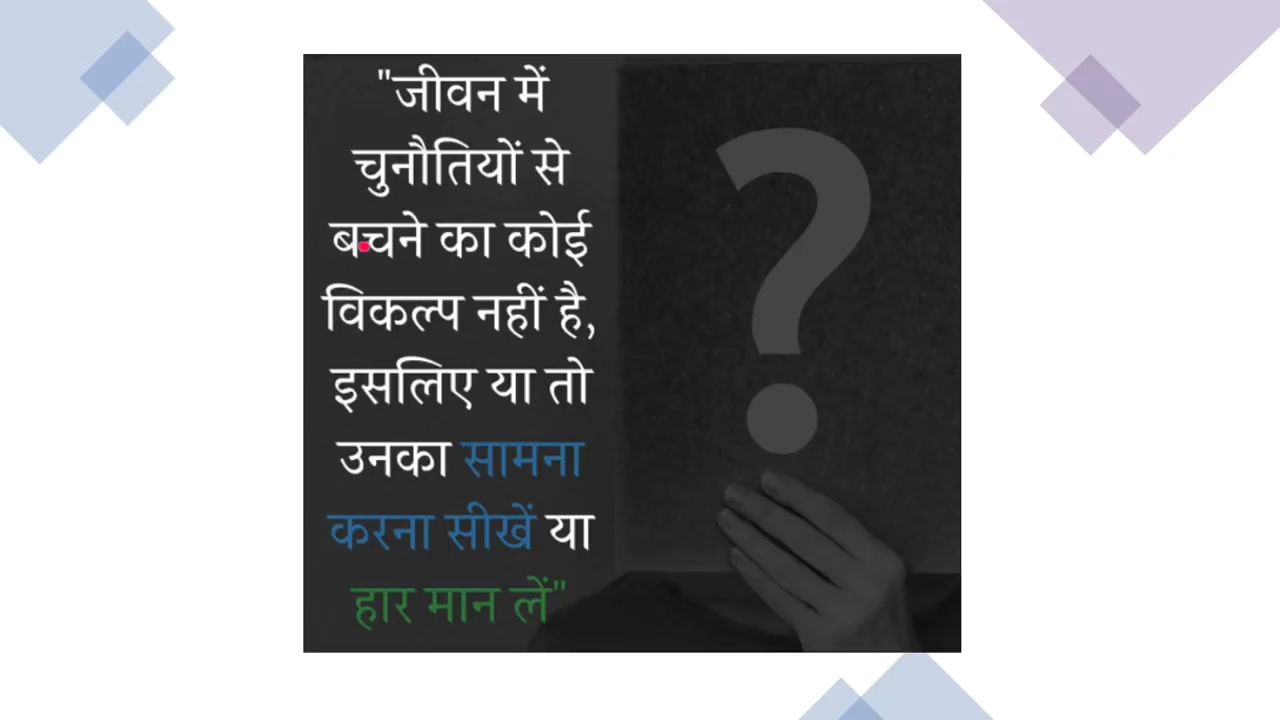 "जीवन में
चुनौतियों से
बचने का कोई
विकल्प नहीं है,
इसलिए या तो
उनका सामना
करना सीखें या
हार मान लें"
?